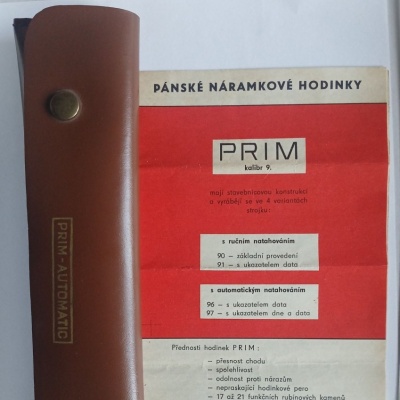 PRIM-AUTOMATIC
PÁNSKÉ NÁRAMKOVÉ HODINKY
PRIM
kalibr 9.
mají stavebnicovou konstrukci
a vyrábějí se ve 4 variantách
strojku:
s ručním natahováním
90 – základní provedení
91 – s ukazatelem data
s automatickým natahováním
96 – s ukazatelem data
97 – s ukazatelem dne a data
Přednosti hodinek PRIM:
– přesnost chodu
– spolehlivost
– odolnost proti nárazům
– nepraskající hodinkové pero
– 17 až 21 funkčních rubínových kamenů